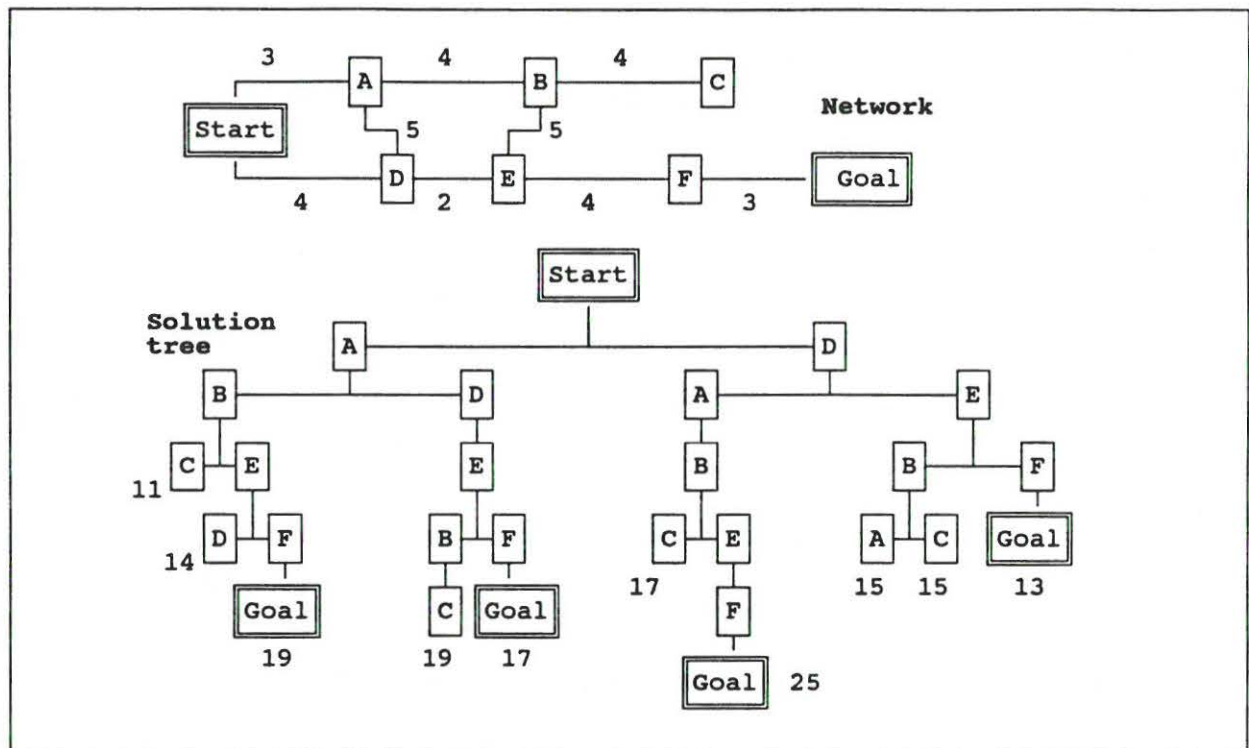 3 4 4
A B C
Network
Start 5 5
D E F Goal
4 2 4 3
Start
Solution
tree
A D
B D A E
C E E B B F
11
D F B F C E A C Goal
14 17 15 15 13
Goal C Goal F
19 19 17
Goal 25